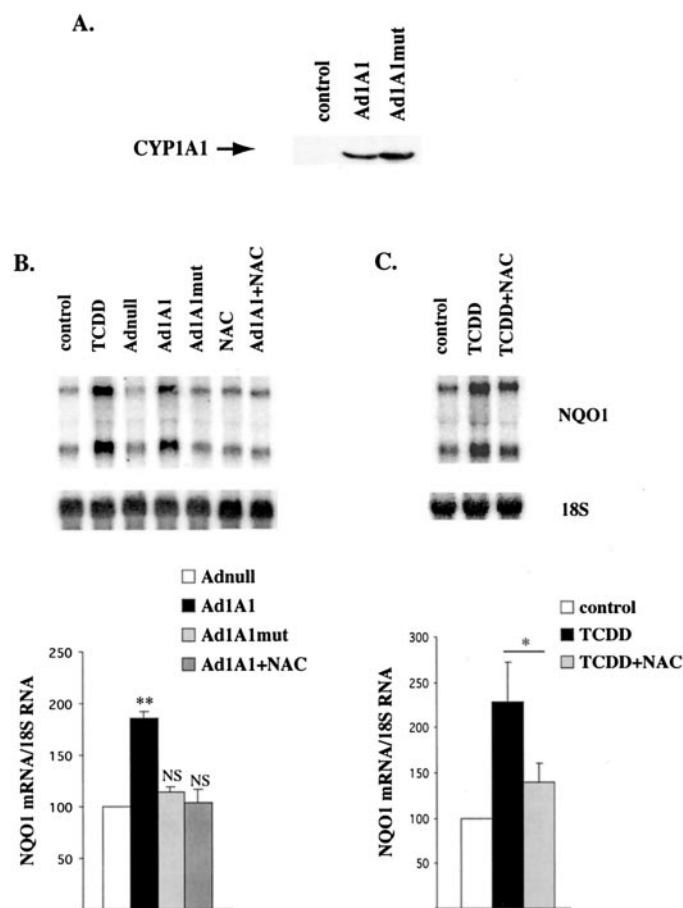 A.
control
Ad1A1
Ad1A1mut
CYP1A1
B.
control
TCDD
Adnull
Ad1A1
Ad1A1mut
NAC
Ad1A1+NAC
C.
control
TCDD
TCDD+NAC
NQO1
18S
Adnull
Ad1A1
Ad1A1mut
Ad1A1+NAC
NQO1 mRNA/18S RNA
250
200
150
100
50
**
NS
NS
control
TCDD
TCDD+NAC
NQO1 mRNA/18S RNA
300
250
200
150
100
50
*